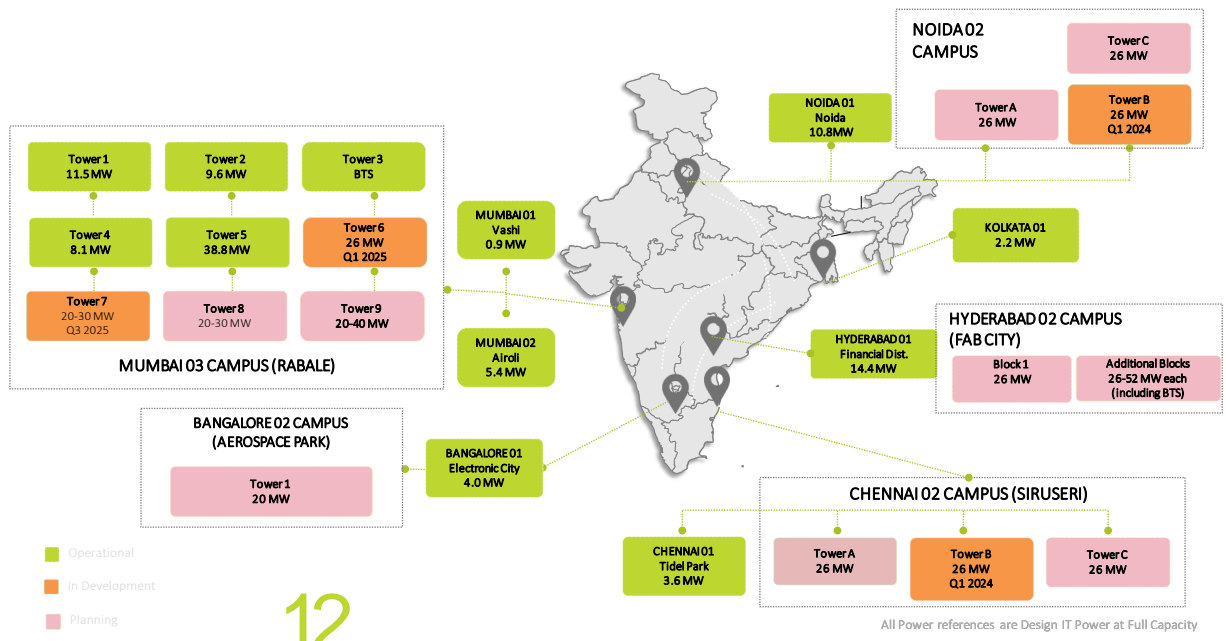 NOIDA 02
CAMPUS
Tower C
26 MW
Tower A
26 MW
Tower B
26 MW
Q1 2024
NOIDA 01
Noida
10.8MW
Tower 1
11.5 MW
Tower 2
9.6 MW
Tower 3
BTS
Tower 4
8.1 MW
Tower 5
38.8 MW
Tower 6
26 MW
Q1 2025
Tower 7
20-30 MW
Q3 2025
Tower 8
20-30 MW
Tower 9
20-40 MW
MUMBAI 03 CAMPUS (RABALE)
MUMBAI 01
Vashi
0.9 MW
MUMBAI 02
Airoli
5.4 MW
KOLKATA 01
2.2 MW
HYDERABAD 01
Financial Dist.
14.4 MW
HYDERABAD 02 CAMPUS
(FAB CITY)
Block 1
26 MW
Additional Blocks
26-52 MW each
(including BTS)
BANGALORE 02 CAMPUS
(AEROSPACE PARK)
Tower 1
20 MW
BANGALORE 01
Electronic City
4.0 MW
CHENNAI 02 CAMPUS (SIRUSERI)
CHENNAI 01
Tidel Park
3.6 MW
Tower A
26 MW
Tower B
26 MW
Q1 2024
Tower C
26 MW
Operational
In Development
Planning
12
All Power references are Design IT Power at Full Capacity